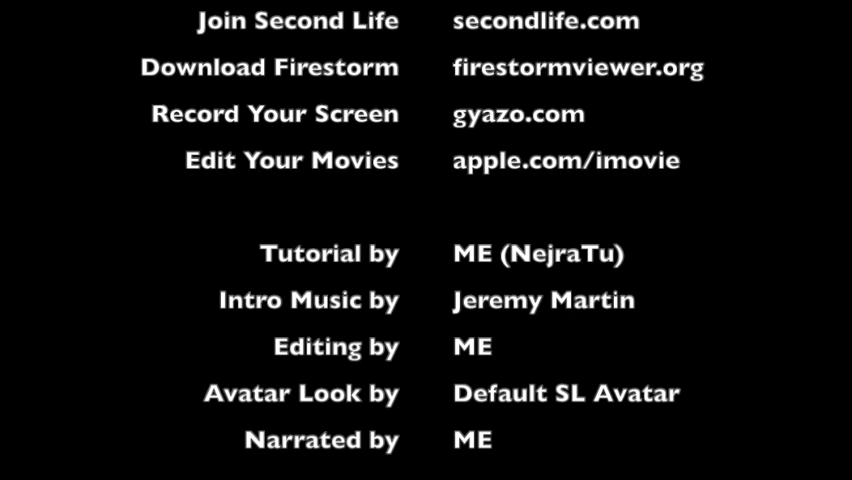 Join Second Life secondlife.com
Download Firestorm firestormviewer.org
Record Your Screen gyazo.com
Edit Your Movies apple.com/imovie
Tutorial by ME (NejraTu)
Intro Music by Jeremy Martin
Editing by ME
Avatar Look by Default SL Avatar
Narrated by ME